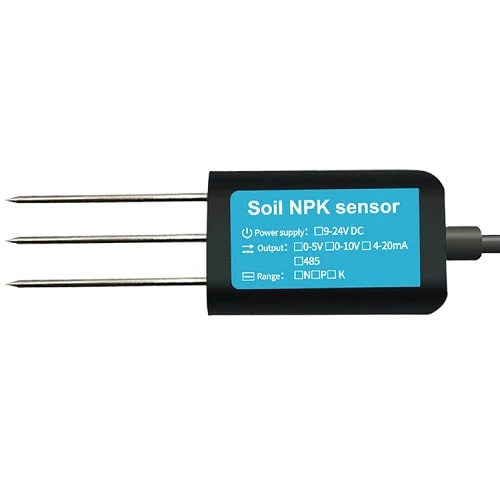 Soil NPK sensor
Power supply: □9-24V DC
Output: □0-5V □0-10V □ 4-20mA
□485
Range: □N□P□ K